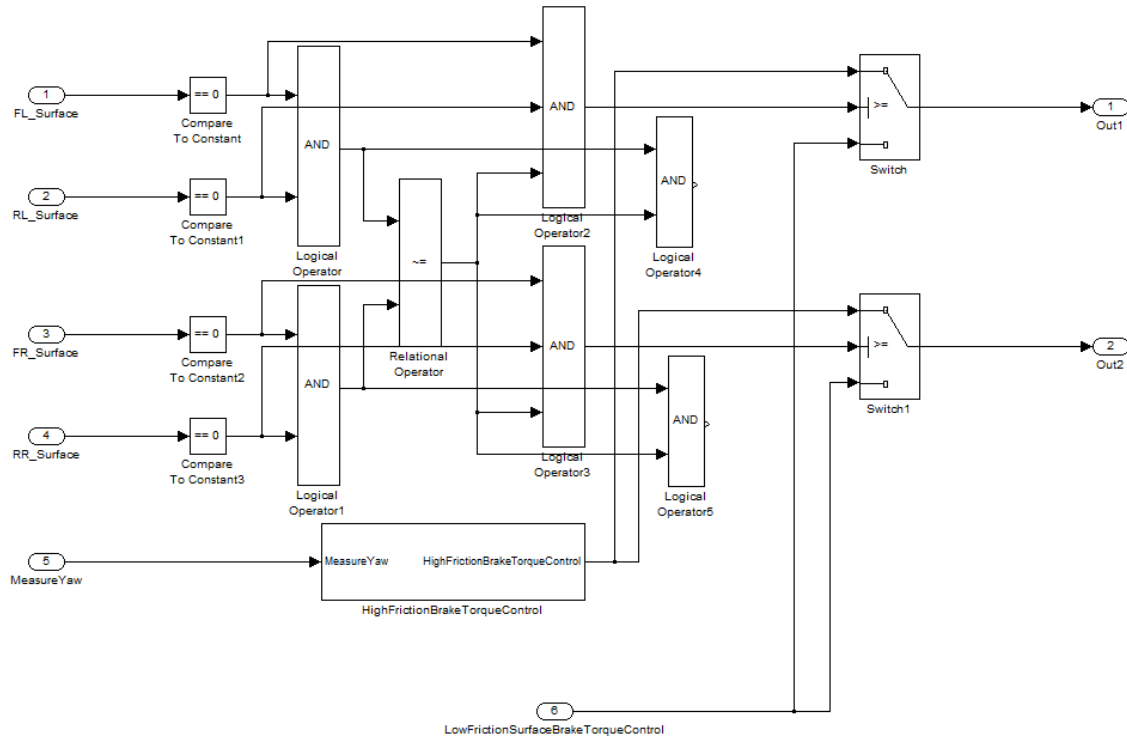 1
FL_Surface
== 0
Compare
To Constant
AND
Logical
Operator
AND
Logical
Operator2
>=
Switch
1
Out1
2
RL_Surface
== 0
Compare
To Constant1
AND
Logical
Operator4
~=
Relational
Operator
3
FR_Surface
== 0
Compare
To Constant2
AND
Logical
Operator1
AND
Logical
Operator3
>=
Switch1
2
Out2
4
RR_Surface
== 0
Compare
To Constant3
AND
Logical
Operator5
5
MeasureYaw
MeasureYaw
HighFrictionBrakeTorqueControl
HighFrictionBrakeTorqueControl
6
LowFrictionSurfaceBrakeTorqueControl